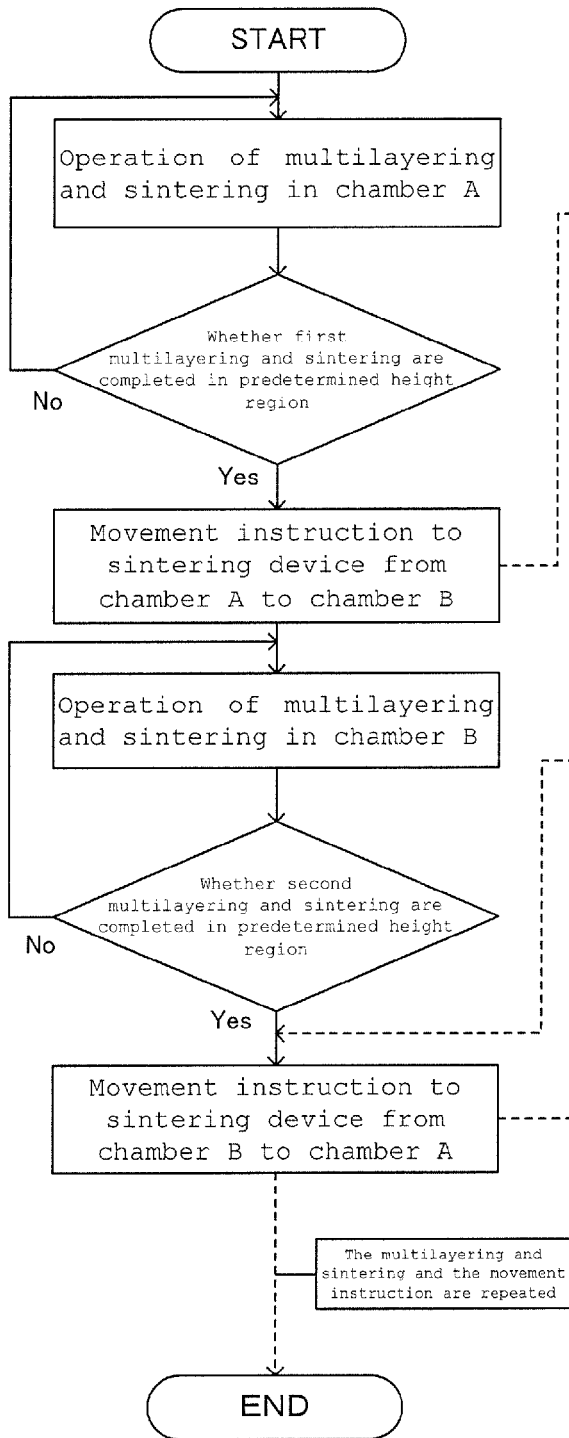 START
Operation of multilayering
and sintering in chamber A
Whether first
multilayering and sintering are
completed in predetermined height
region
No
Yes
Movement instruction to
sintering device from
chamber A to chamber B
Operation of multilayering
and sintering in chamber B
Whether second
multilayering and sintering are
completed in predetermined height
region
No
Yes
Movement instruction to
sintering device from
chamber B to chamber A
The multilayering and
sintering and the movement
instruction are repeated
END